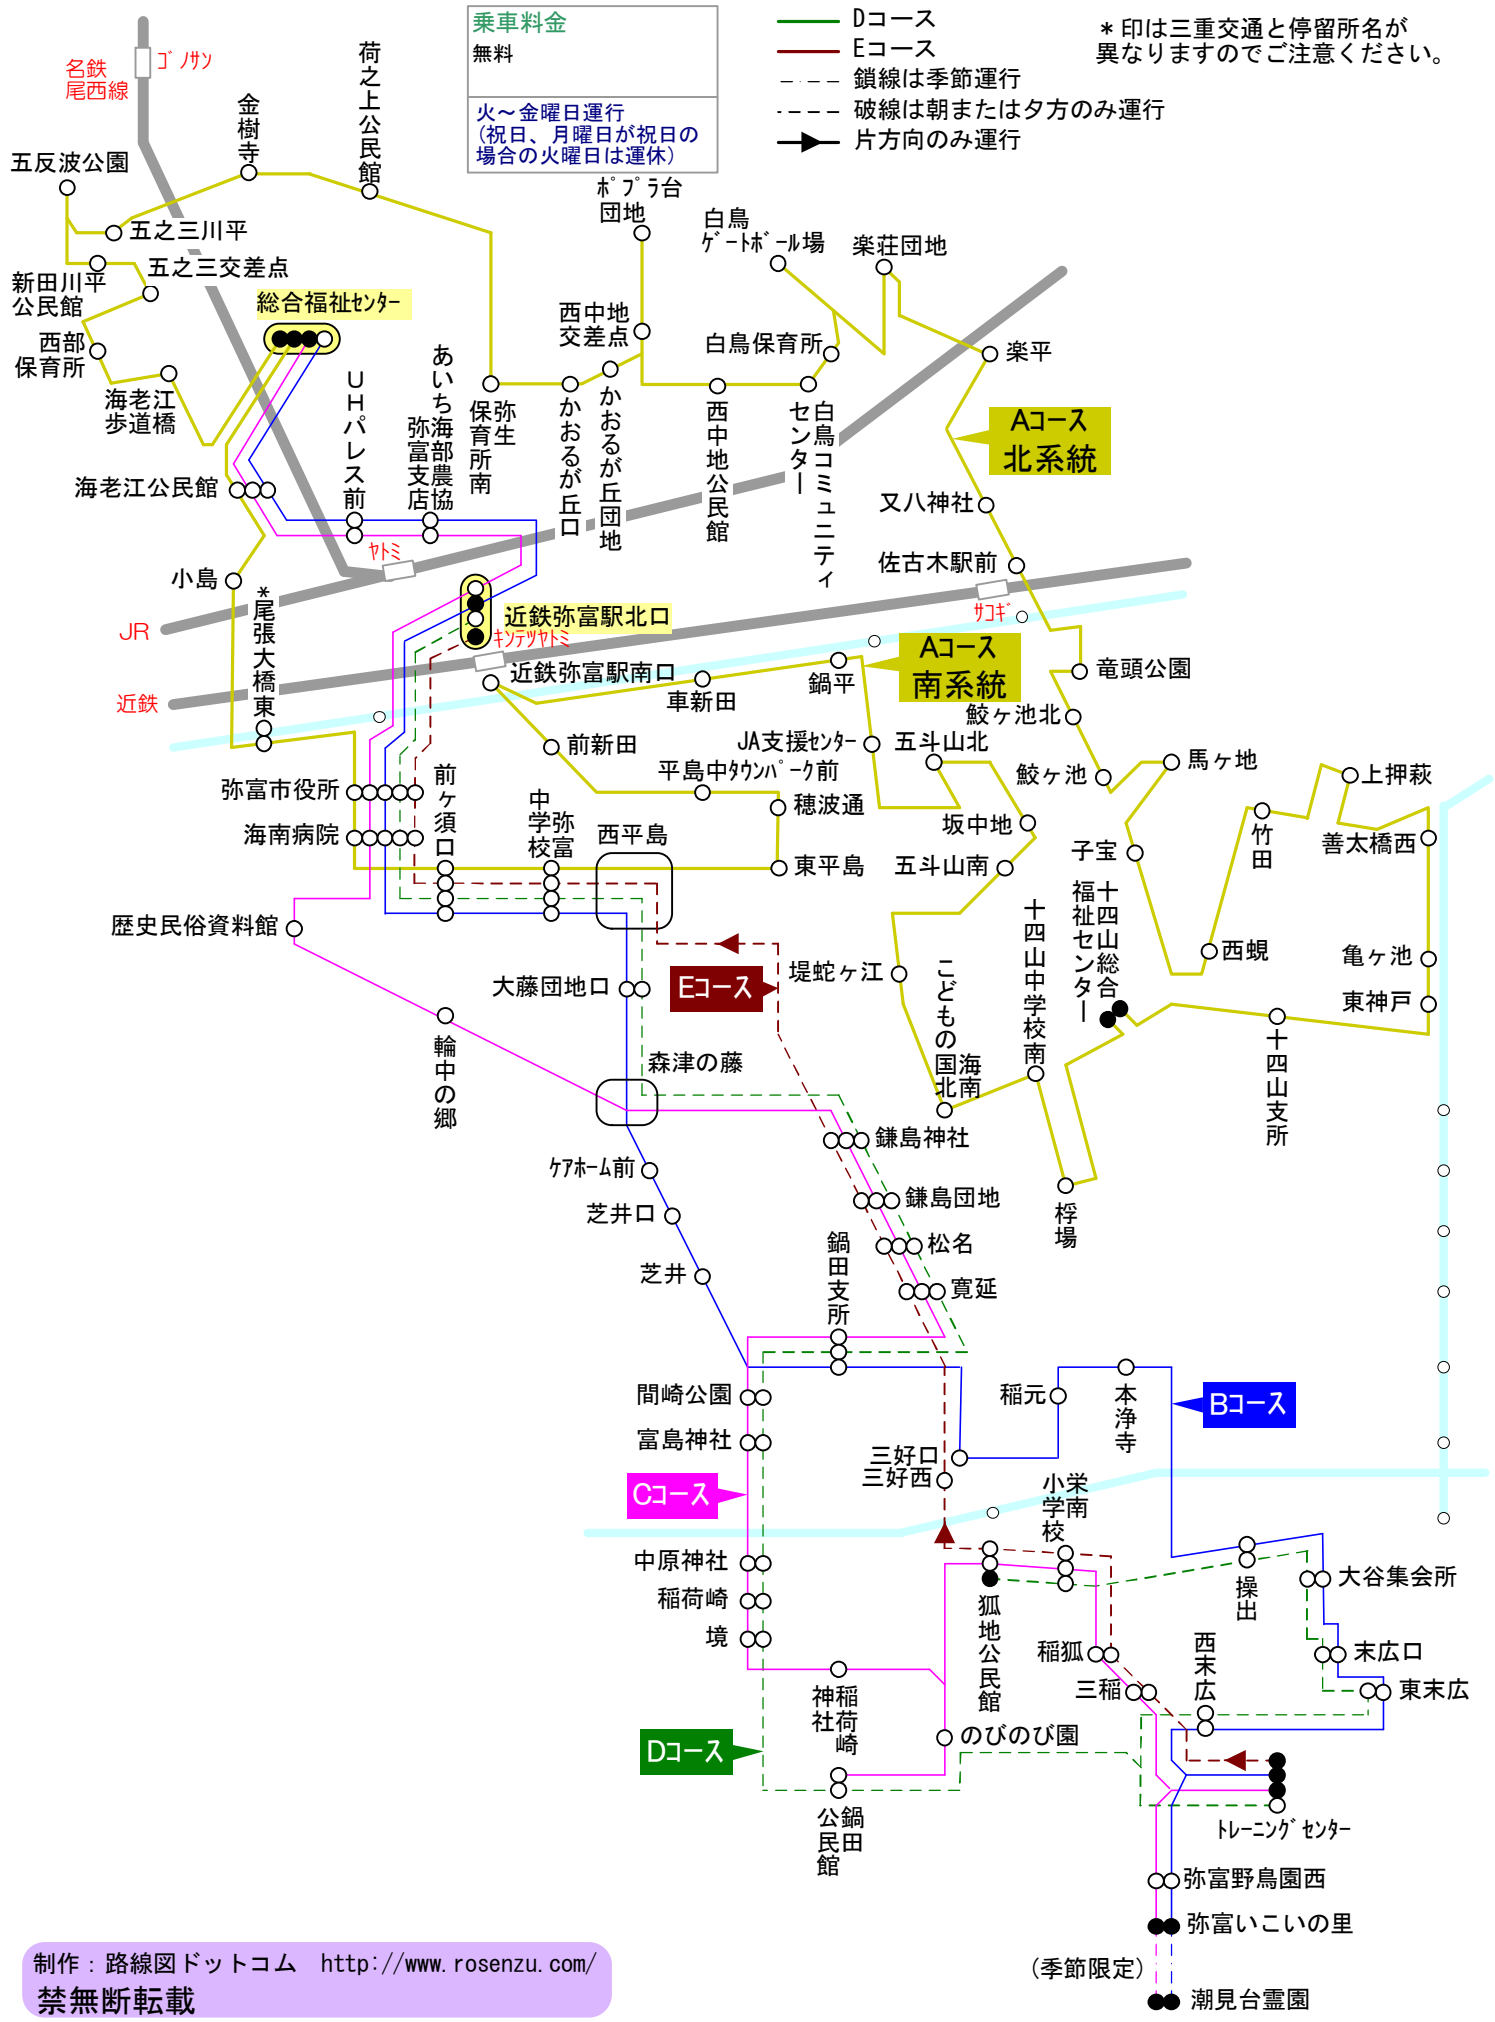 乗車料金
無料
火～金曜日運行
(祝日、月曜日が祝日の
場合の火曜日は運休)
Dコース
Eコース
鎖線は季節運行
破線は朝または夕方のみ運行
片方向のみ運行
＊印は三重交通と停留所名が
異なりますのでご注意ください。
名鉄
尾西線
ｺﾞﾉｻﾝ
荷之上公民館
金樹寺
五反波公園
五之三川平
新田川平
公民館
五之三交差点
西部
保育所
海老江
歩道橋
総合福祉ｾﾝﾀｰ
海老江公民館
小島
*尾張大橋東
ＵＨパレス前
あいち海部農協
弥富支店
弥生
保育所南
かおるが丘口
かおるが丘団地
西中地
交差点
ﾎﾟﾌﾟﾗ台
団地
西中地公民館
白鳥コミュニティ
センター
白鳥保育所
白鳥
ｹﾞｰﾄﾎﾞｰﾙ場
楽荘団地
楽平
Aコース
北系統
又八神社
佐古木駅前
ｻｺｷﾞ
ﾔﾄﾐ
JR
近鉄
近鉄弥富駅北口
ｷﾝﾃﾂﾔﾄﾐ
近鉄弥富駅南口
車新田
鍋平
Aコース
南系統
竜頭公園
鮫ヶ池北
鮫ヶ池
馬ヶ地
上押萩
善太橋西
竹田
子宝
西蜆
亀ヶ池
東神戸
十四山支所
十四山総合
福祉センター
JA支援ｾﾝﾀｰ
五斗山北
坂中地
五斗山南
前新田
平島中ﾀｳﾝﾊﾟｰｸ前
穂波通
東平島
西平島
弥富
中学校
前ヶ須口
弥富市役所
海南病院
歴史民俗資料館
輪中の郷
大藤団地口
Eコース
堤蛇ヶ江
海南
こどもの国北
十四山中学校南
桴場
森津の藤
鎌島神社
鎌島団地
松名
寛延
ｹｱﾎｰﾑ前
芝井口
芝井
鍋田支所
間崎公園
富島神社
Cコース
中原神社
稲荷崎
境
稲荷崎
神社
Dコース
鍋田
公民館
のびのび園
三好口
三好西
稲元
本浄寺
Bコース
栄南
小学校
狐地公民館
稲狐
三稲
西末広
操出
大谷集会所
末広口
東末広
ﾄﾚｰﾆﾝｸﾞｾﾝﾀｰ
弥富野鳥園西
弥富いこいの里
(季節限定)
潮見台霊園
制作：路線図ドットコム　http://www.rosenzu.com/
禁無断転載